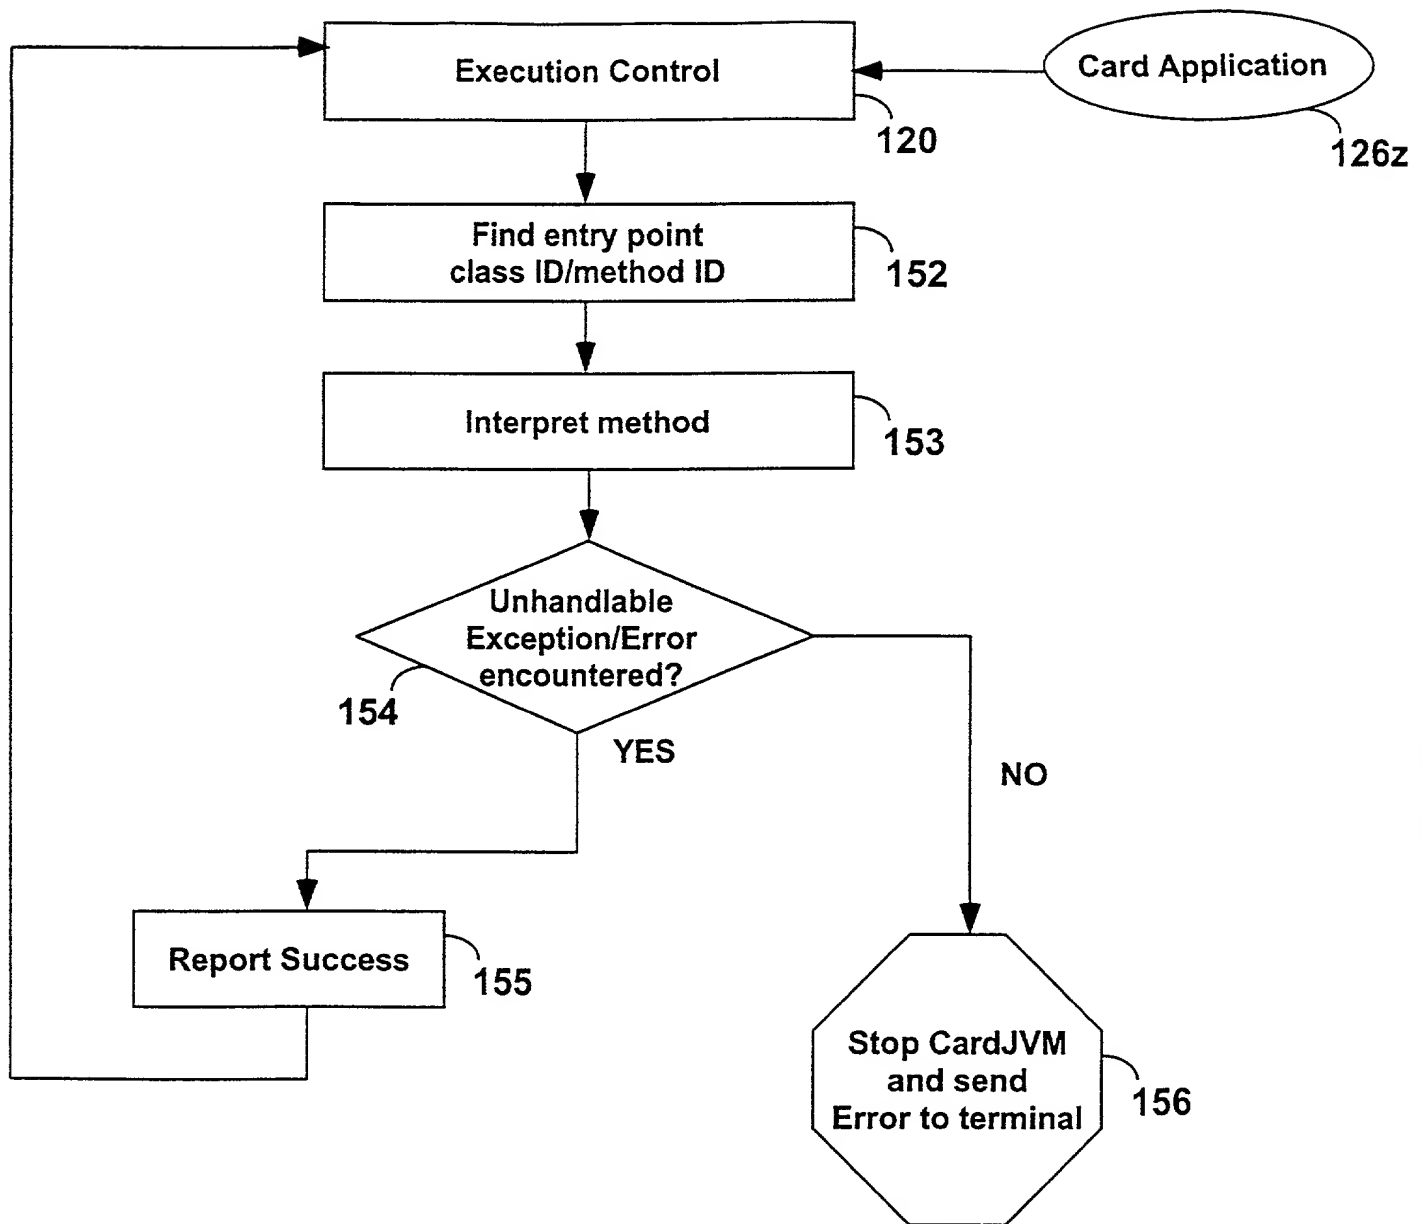 Execution Control
120
Card Application
126z
Find entry point
class ID/method ID
152
Interpret method
153
Unhandlable
Exception/Error
encountered?
154
YES
NO
Report Success
155
Stop CardJVM
and send
Error to terminal
156